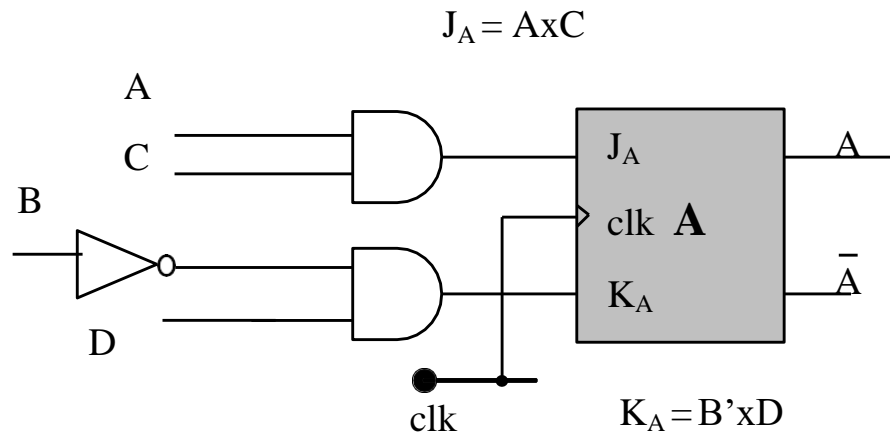 J_A = AxC
A
C
B
D
J_A
clk A
K_A
A
A̅
clk
K_A = B’xD